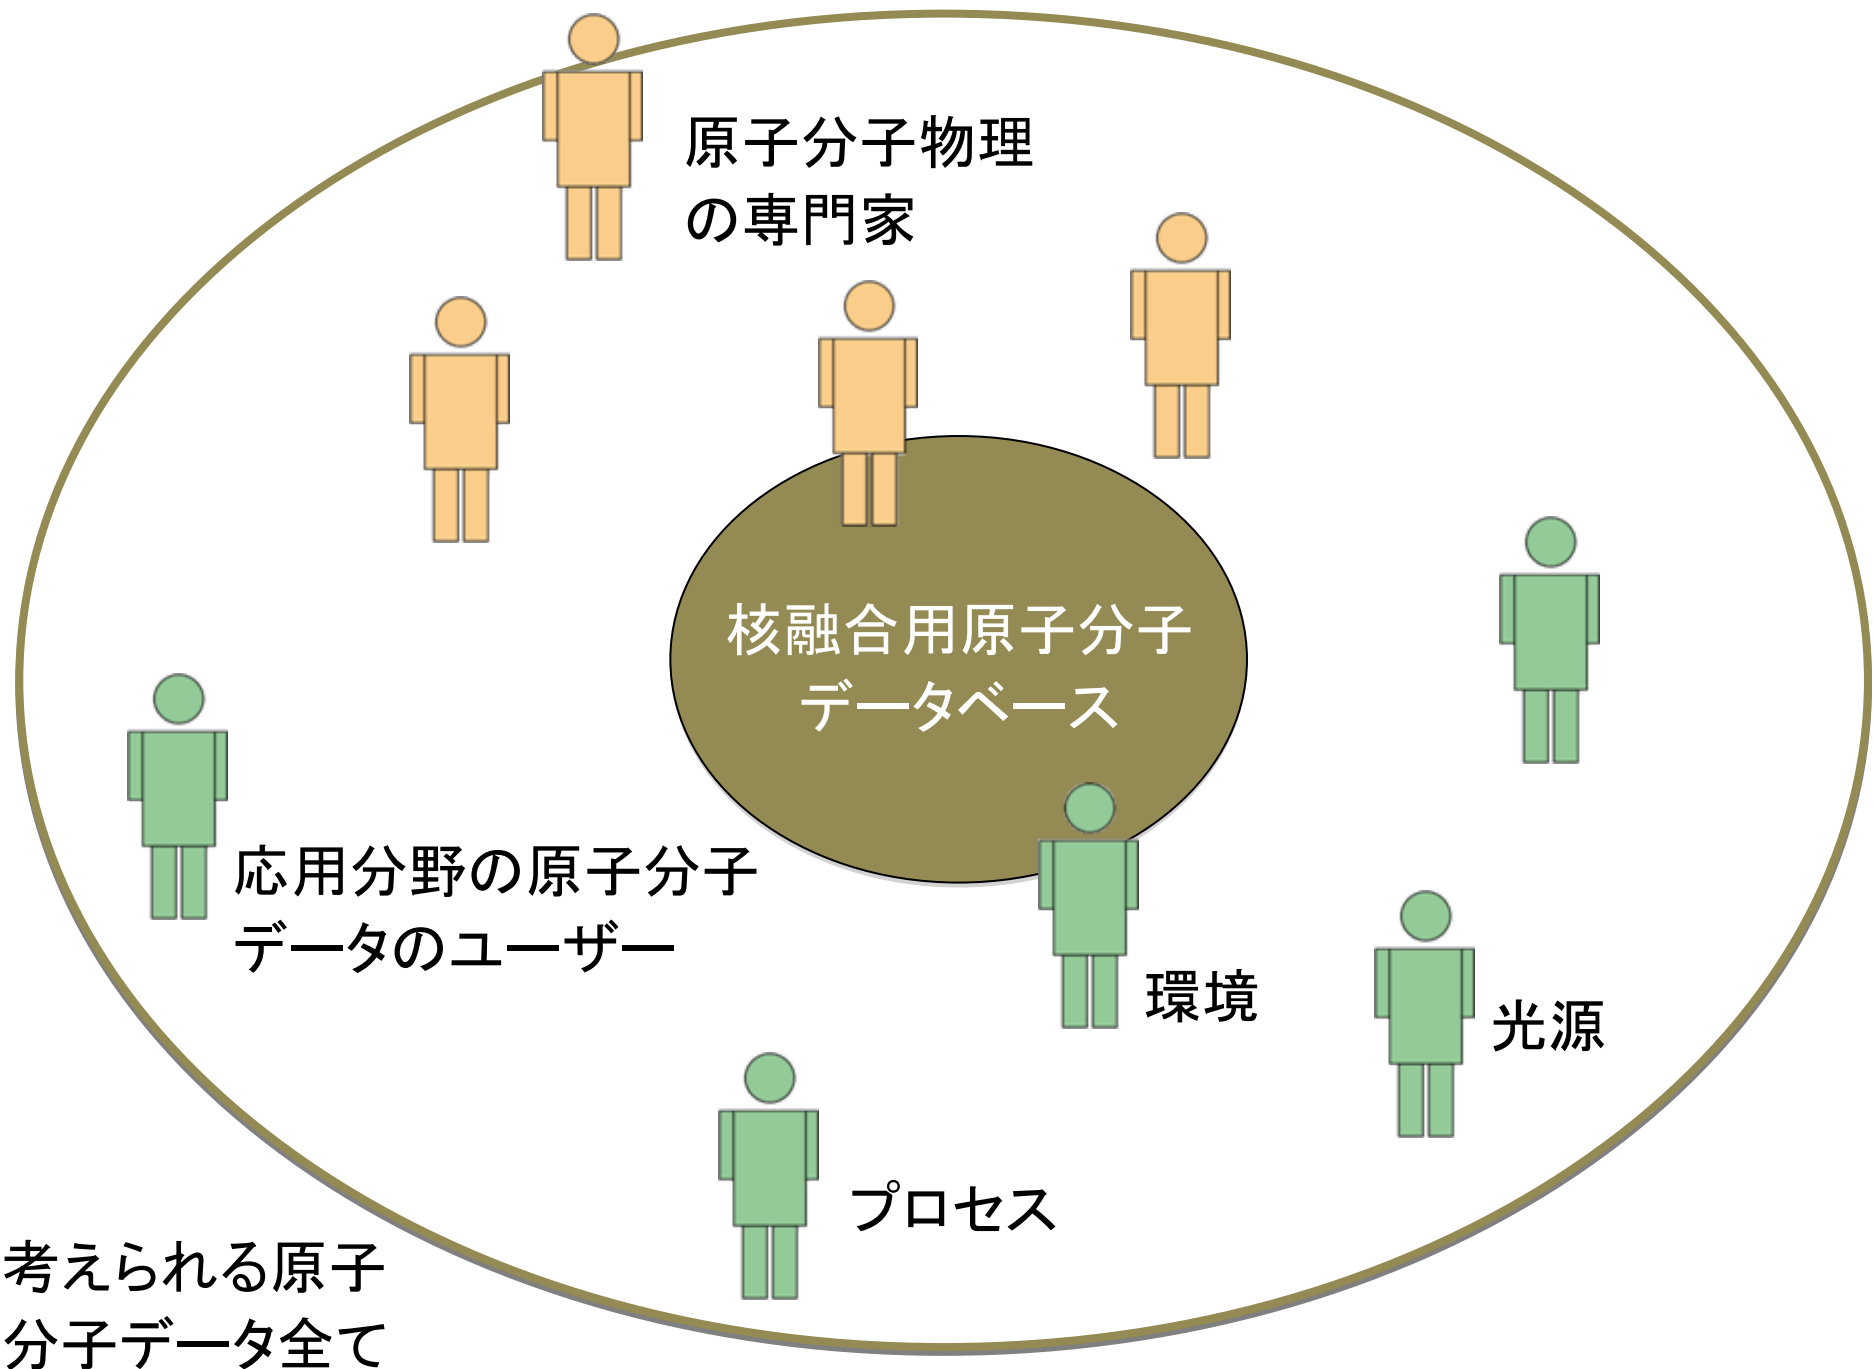 原子分子物理
の専門家
核融合用原子分子
データベース
応用分野の原子分子
データのユーザー
環境
光源
プロセス
考えられる原子
分子データ全て